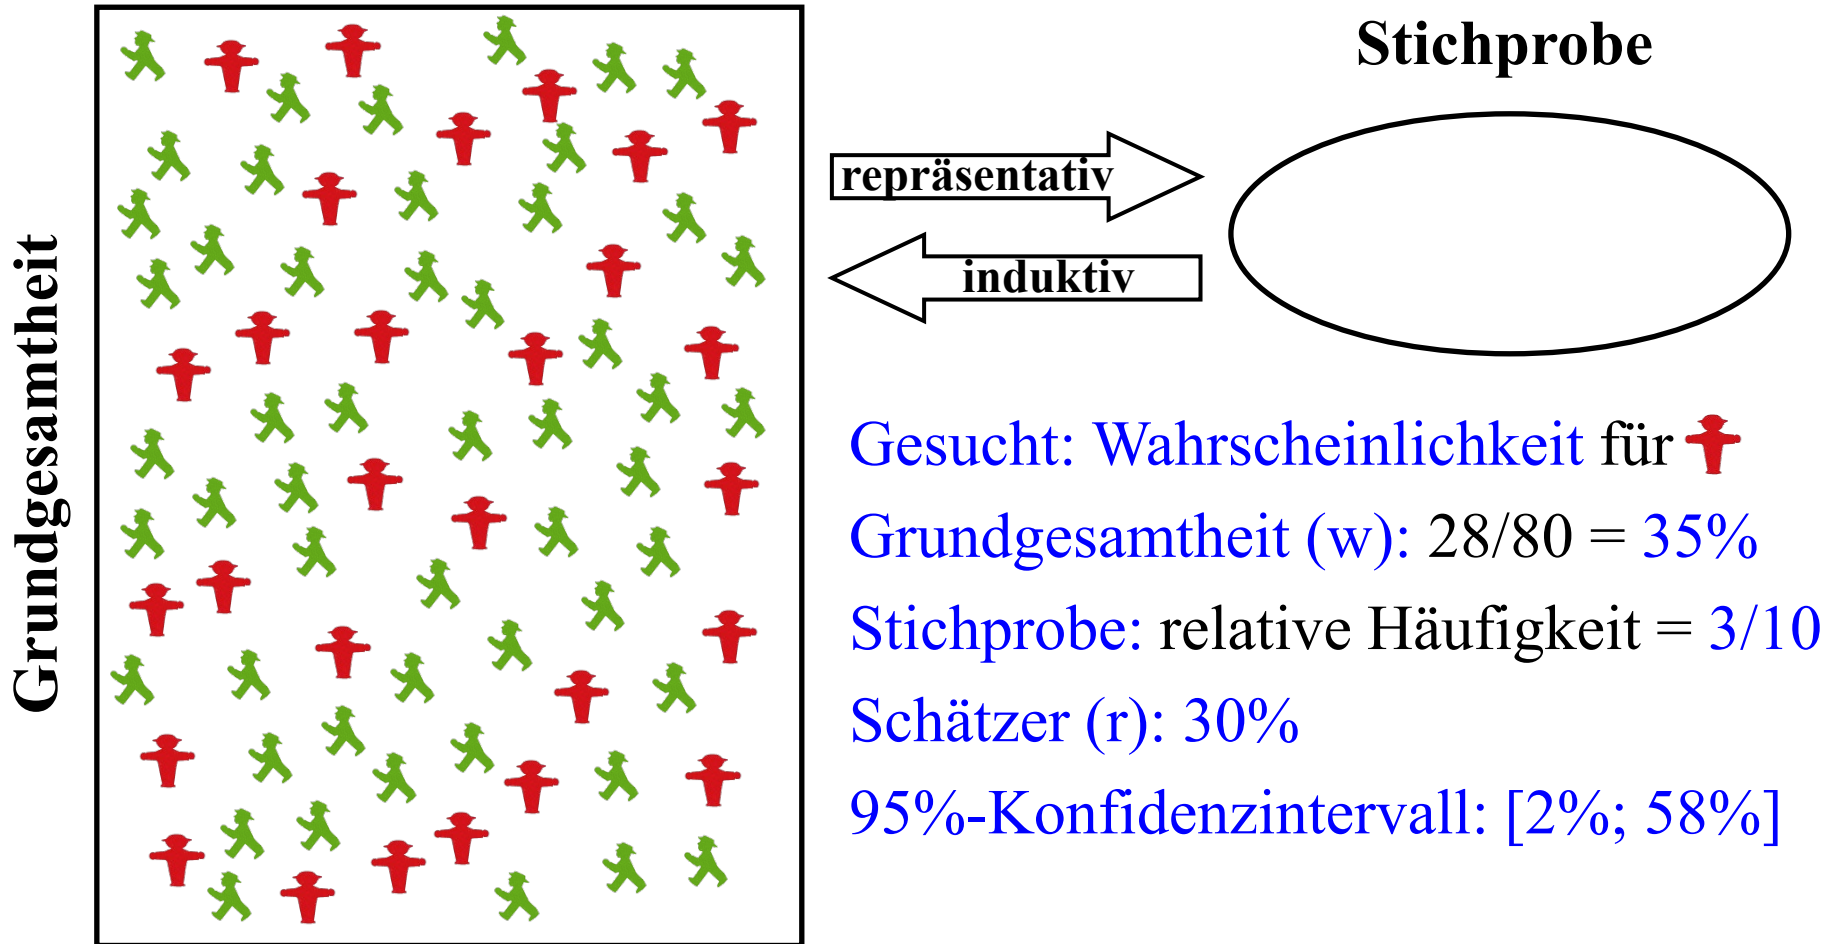 Grundgesamtheit
Stichprobe
repräsentativ
induktiv
Gesucht: Wahrscheinlichkeit für
Grundgesamtheit (w): 28/80 = 35%
Stichprobe: relative Häufigkeit = 3/10
Schätzer (r): 30%
95%-Konfidenzintervall: [2%; 58%]